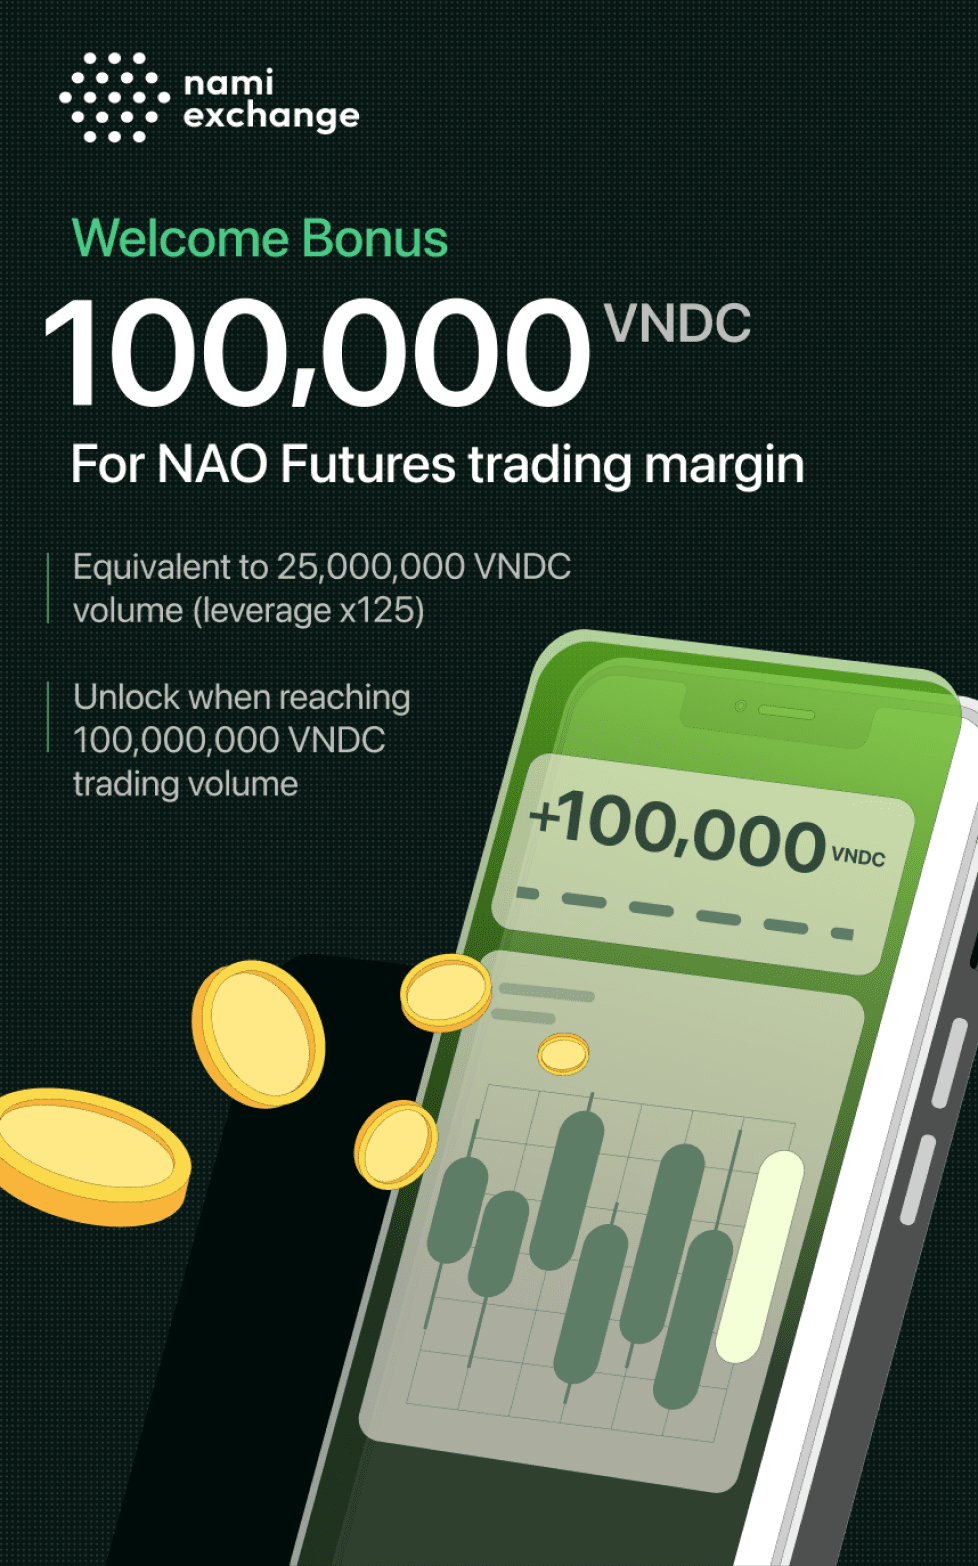 nami
exchange
Welcome Bonus
100,000 VNDC
For NAO Futures trading margin
Equivalent to 25,000,000 VNDC
volume (leverage x125)
Unlock when reaching
100,000,000 VNDC
trading volume
+100,000 VNDC